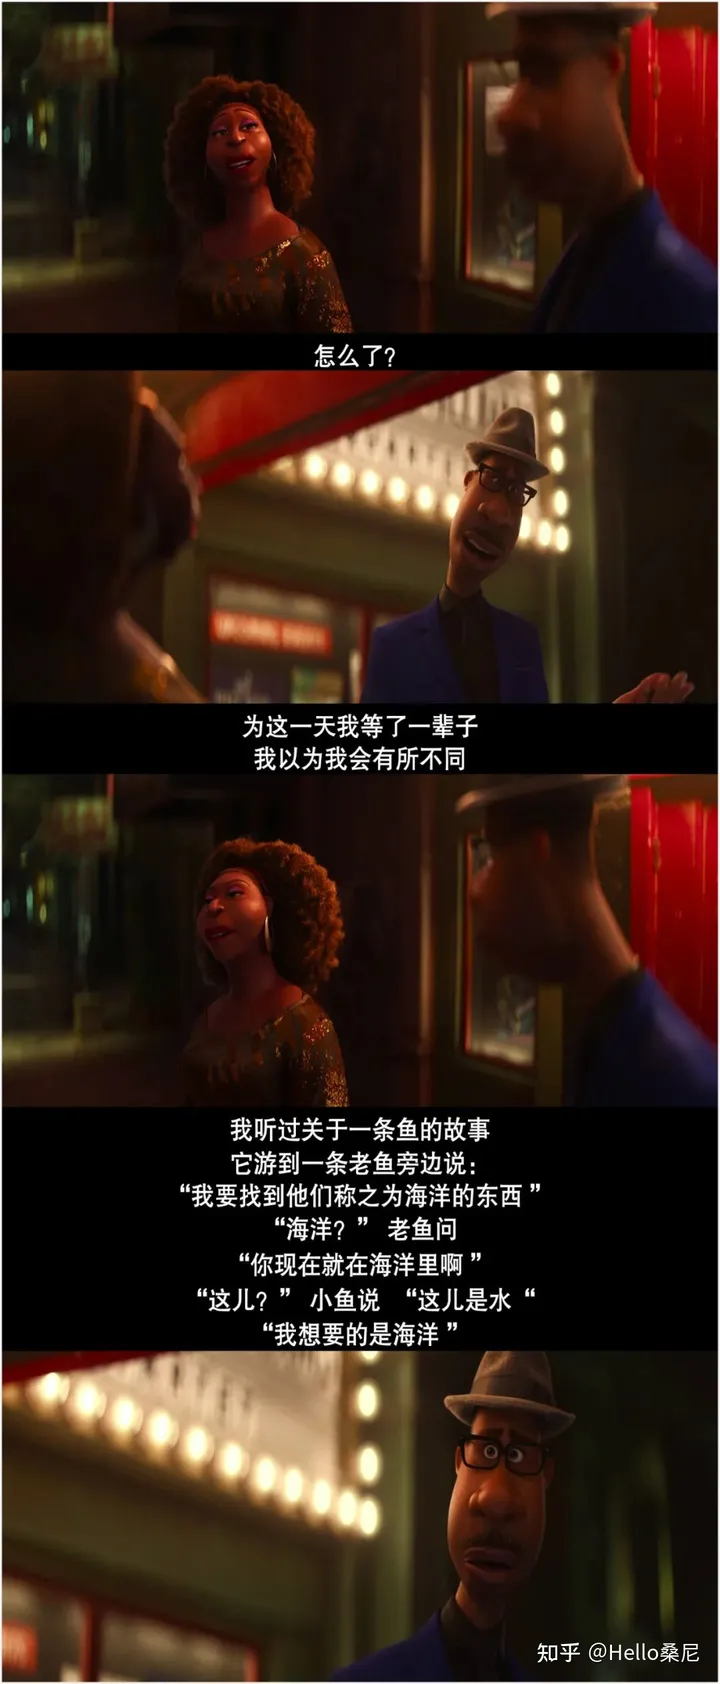 怎么了?
为这一天我等了一辈子
我以为我会有所不同
我听过关于一条鱼的故事
它游到一条老鱼旁边说:
“我要找到他们称之为海洋的东西”
“海洋?” 老鱼问
“你现在就在海洋里啊”
“这儿?” 小鱼说 “这儿是水“
“我想要的是海洋”
知乎 @Hello桑尼